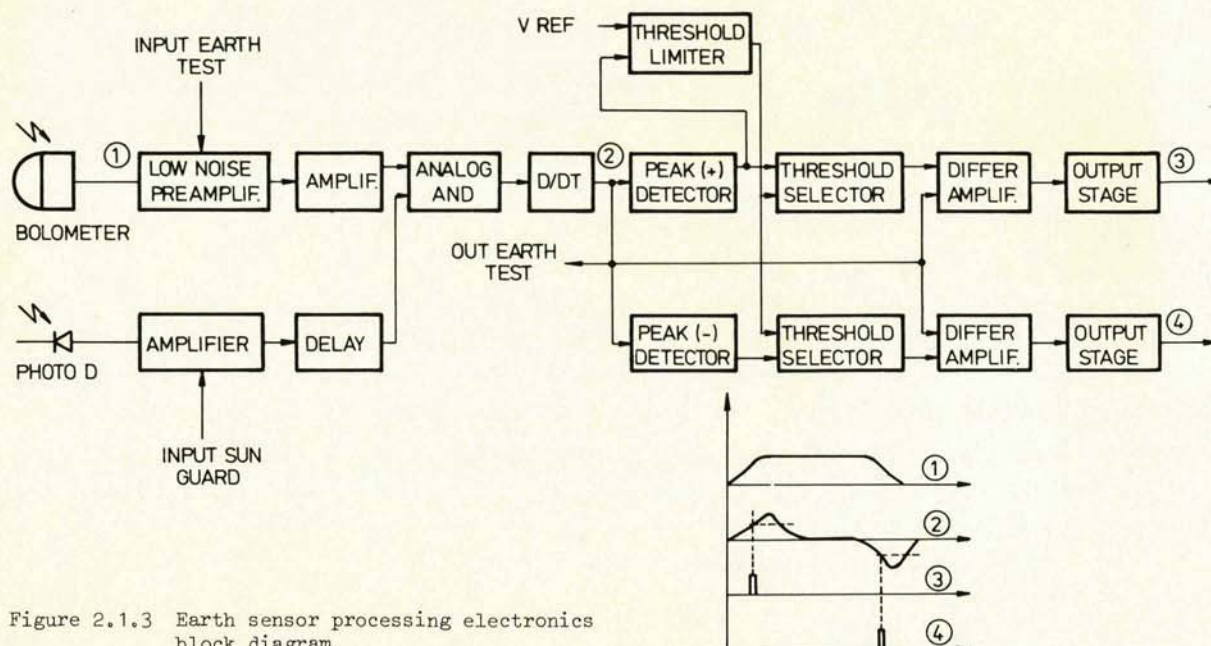 INPUT EARTH
TEST
V REF
THRESHOLD
LIMITER
①
LOW NOISE
PREAMPLIF.
AMPLIF.
ANALOG
AND
D/DT
②
PEAK (+)
DETECTOR
THRESHOLD
SELECTOR
DIFFER
AMPLIF.
OUTPUT
STAGE
③
BOLOMETER
OUT EARTH
TEST
PHOTO D
AMPLIFIER
DELAY
PEAK (-)
DETECTOR
THRESHOLD
SELECTOR
DIFFER
AMPLIF.
OUTPUT
STAGE
④
INPUT SUN
GUARD
①
②
③
④
Figure 2.1.3 Earth sensor processing electronics
block diagram